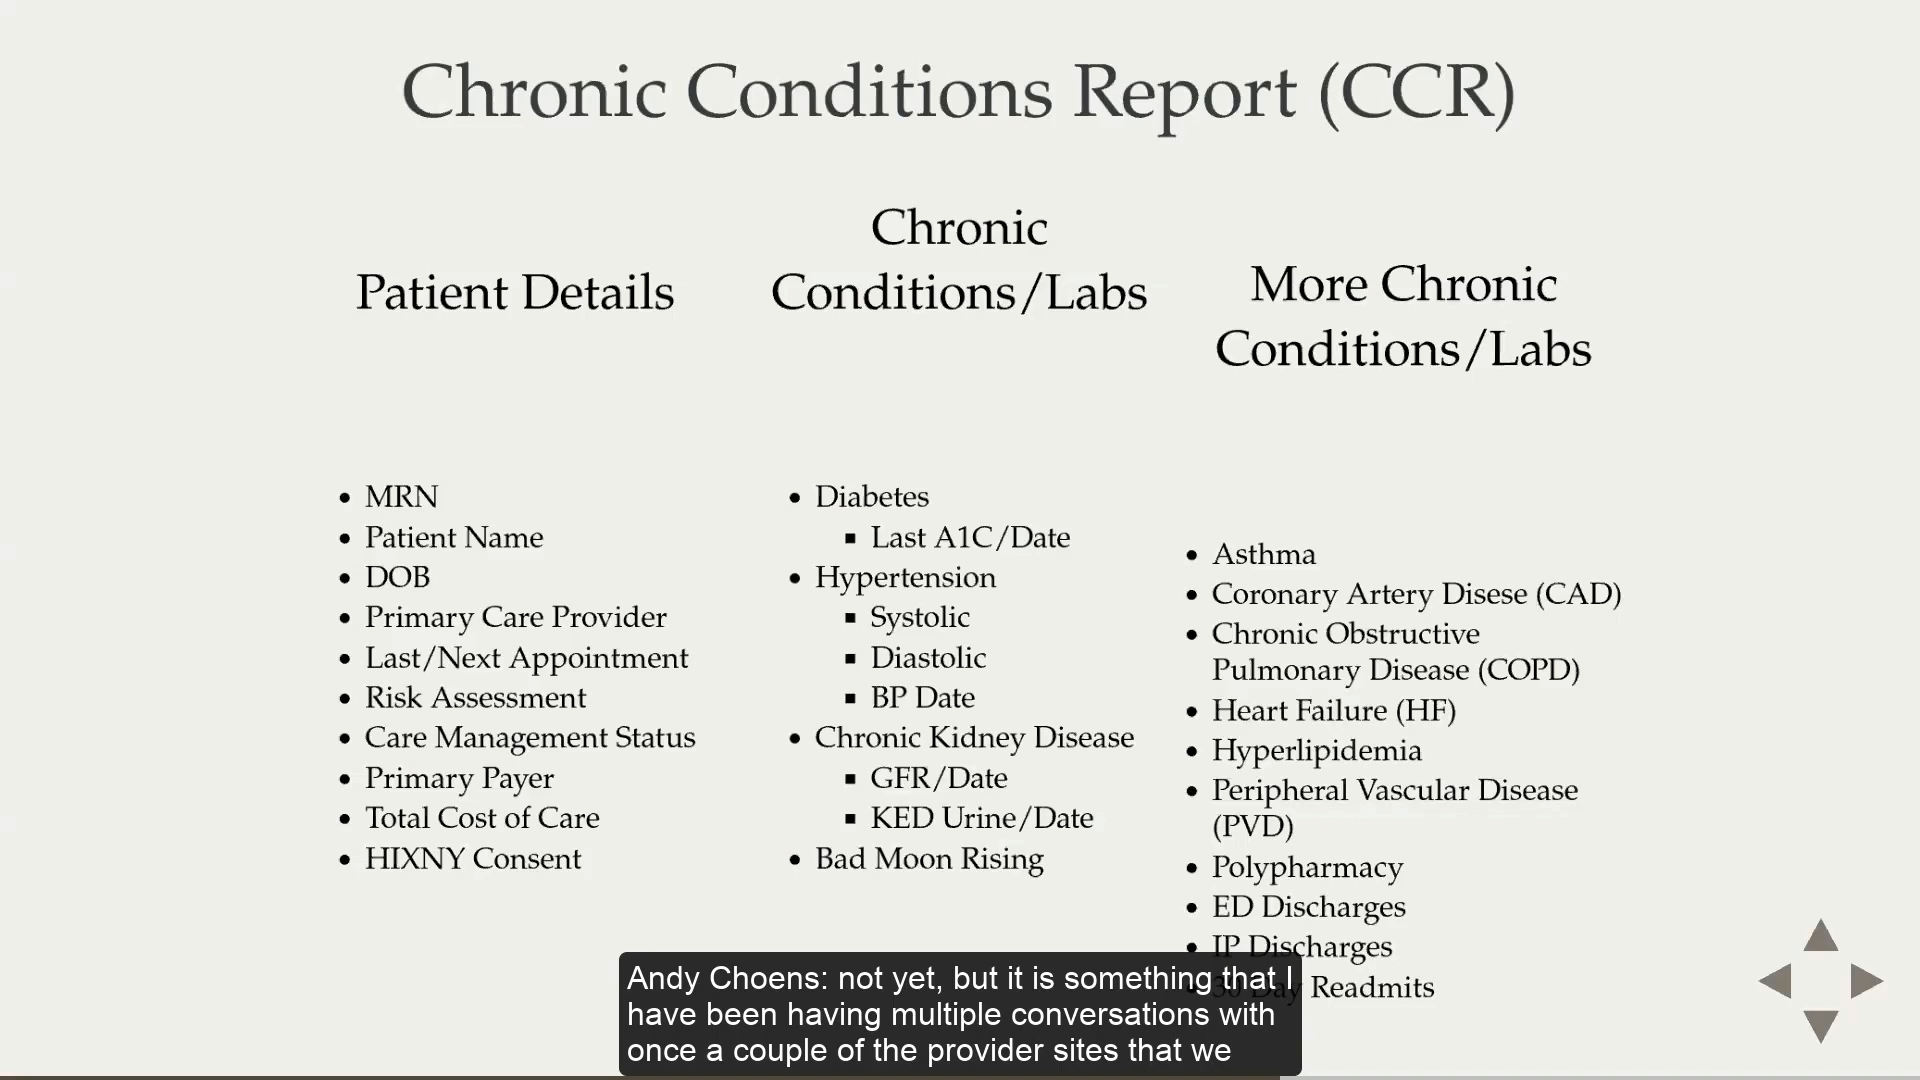 Chronic Conditions Report (CCR)
Patient Details
MRN
Patient Name
DOB
Primary Care Provider
Last/Next Appointment
Risk Assessment
Care Management Status
Primary Payer
Total Cost of Care
HIXNY Consent
Chronic
Conditions/Labs
Diabetes
Last A1C/Date
Hypertension
Systolic
Diastolic
BP Date
Chronic Kidney Disease
GFR/Date
KED Urine/Date
Bad Moon Rising
More Chronic
Conditions/Labs
Asthma
Coronary Artery Disese (CAD)
Chronic Obstructive
Pulmonary Disease (COPD)
Heart Failure (HF)
Hyperlipidemia
Peripheral Vascular Disease
(PVD)
Polypharmacy
ED Discharges
IP Discharges
30 Day Readmits
Andy Choens: not yet, but it is something that I
have been having multiple conversations with
once a couple of the provider sites that we